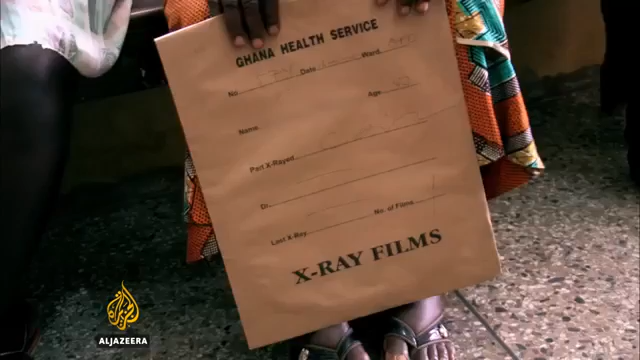 GHANA HEALTH SERVICE
No Date Ward
Age
Name
Part X-Rayed
Dr.
Last X-Ray No. of Films
X-RAY FILMS
ALJAZEERA